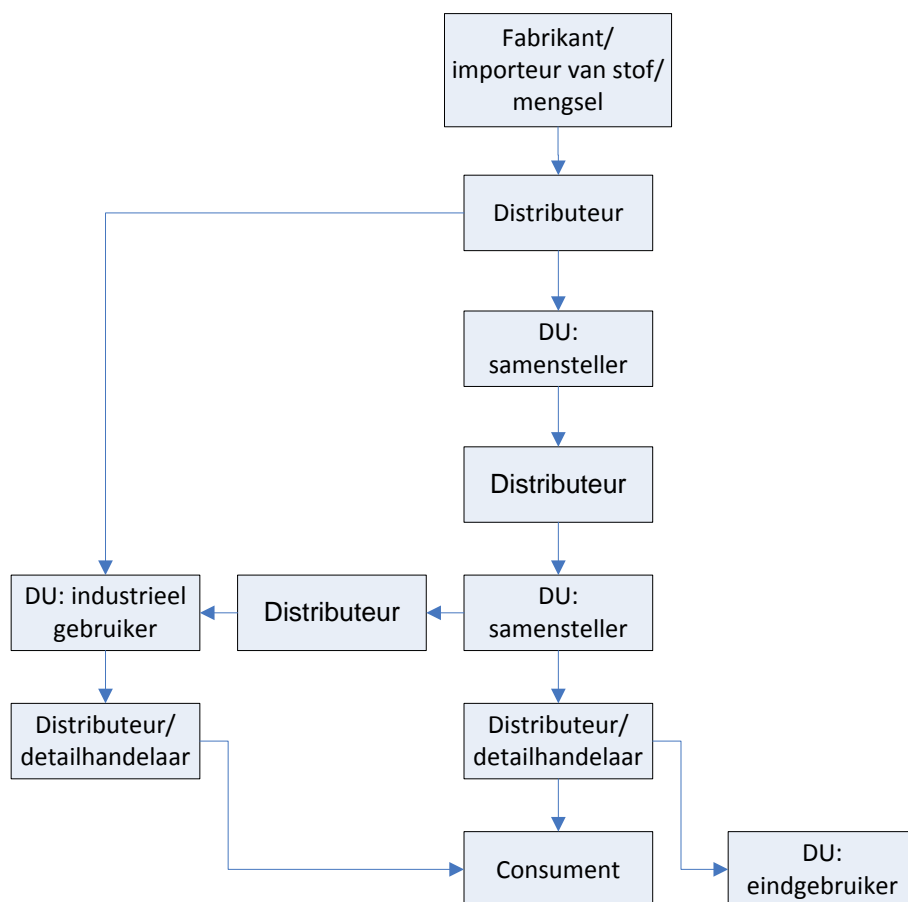 Fabrikant/
importeur van stof/
mengsel
Distributeur
DU:
samensteller
Distributeur
DU: industrieel
gebruiker
Distributeur
DU:
samensteller
Distributeur/
detailhandelaar
Distributeur/
detailhandelaar
Consument
DU:
eindgebruiker